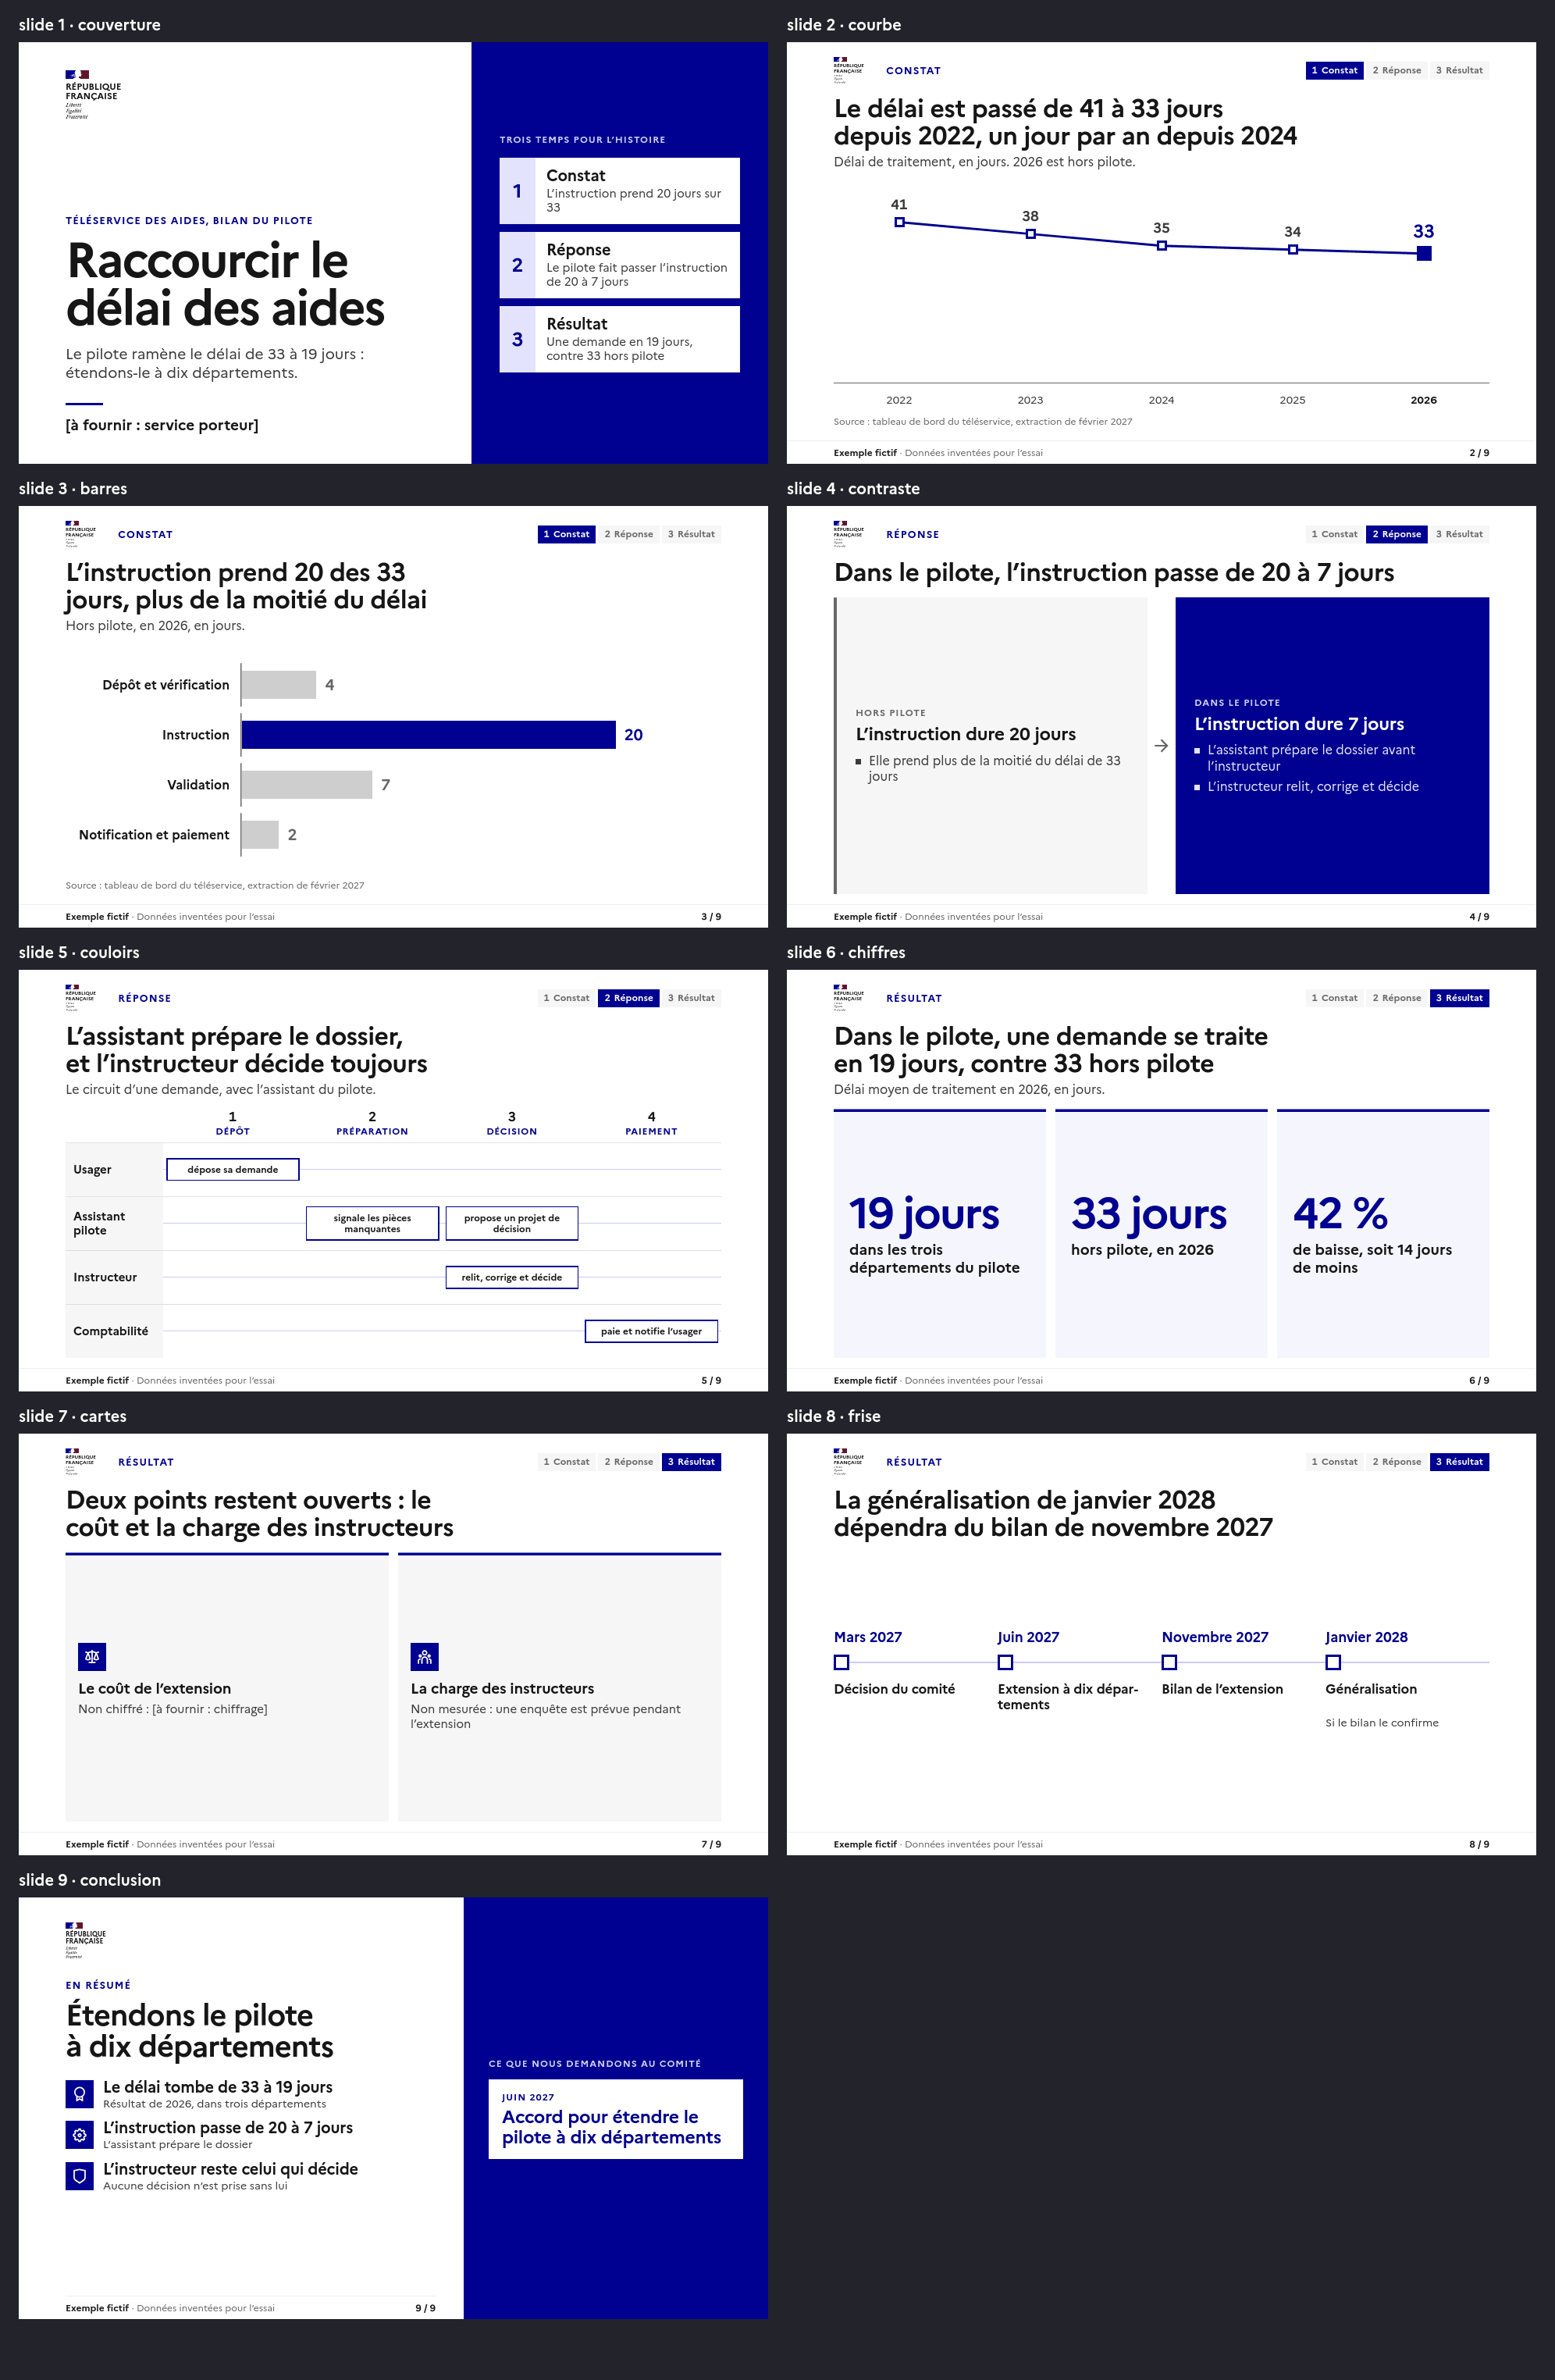 slide 1 · couverture
RÉPUBLIQUE
FRANÇAISE
Liberté
Égalité
Fraternité
TÉLÉSERVICE DES AIDES, BILAN DU PILOTE
Raccourcir le
délai des aides
Le pilote ramène le délai de 33 à 19 jours :
étendons-le à dix départements.
[à fournir : service porteur]
TROIS TEMPS POUR L'HISTOIRE
1
Constat
L'instruction prend 20 jours sur
33
2
Réponse
Le pilote fait passer l'instruction
de 20 à 7 jours
3
Résultat
Une demande en 19 jours,
contre 33 hors pilote
slide 2 · courbe
RÉPUBLIQUE
FRANÇAISE
CONSTAT
1 Constat
2 Réponse
3 Résultat
Le délai est passé de 41 à 33 jours
depuis 2022, un jour par an depuis 2024
Délai de traitement, en jours. 2026 est hors pilote.
41
38
35
34
33
2022
2023
2024
2025
2026
Source : tableau de bord du téléservice, extraction de février 2027
Exemple fictif · Données inventées pour l'essai
2 / 9
slide 3 · barres
RÉPUBLIQUE
FRANÇAISE
CONSTAT
1 Constat
2 Réponse
3 Résultat
L'instruction prend 20 des 33
jours, plus de la moitié du délai
Hors pilote, en 2026, en jours.
Dépôt et vérification
4
Instruction
20
Validation
7
Notification et paiement
2
Source : tableau de bord du téléservice, extraction de février 2027
Exemple fictif · Données inventées pour l'essai
3 / 9
slide 4 · contraste
RÉPUBLIQUE
FRANÇAISE
RÉPONSE
1 Constat
2 Réponse
3 Résultat
Dans le pilote, l'instruction passe de 20 à 7 jours
HORS PILOTE
L'instruction dure 20 jours
Elle prend plus de la moitié du délai de 33
jours
→
DANS LE PILOTE
L'instruction dure 7 jours
L'assistant prépare le dossier avant
l'instructeur
L'instructeur relit, corrige et décide
Exemple fictif · Données inventées pour l'essai
4 / 9
slide 5 · couloirs
RÉPUBLIQUE
FRANÇAISE
RÉPONSE
1 Constat
2 Réponse
3 Résultat
L'assistant prépare le dossier,
et l'instructeur décide toujours
Le circuit d'une demande, avec l'assistant du pilote.
1
DÉPÔT
2
PRÉPARATION
3
DÉCISION
4
PAIEMENT
Usager
dépose sa demande
Assistant
pilote
signale les pièces
manquantes
propose un projet de
décision
Instructeur
relit, corrige et décide
Comptabilité
paie et notifie l'usager
Exemple fictif · Données inventées pour l'essai
5 / 9
slide 6 · chiffres
RÉPUBLIQUE
FRANÇAISE
RÉSULTAT
1 Constat
2 Réponse
3 Résultat
Dans le pilote, une demande se traite
en 19 jours, contre 33 hors pilote
Délai moyen de traitement en 2026, en jours.
19 jours
dans les trois
départements du pilote
33 jours
hors pilote, en 2026
42 %
de baisse, soit 14 jours
de moins
Exemple fictif · Données inventées pour l'essai
6 / 9
slide 7 · cartes
RÉPUBLIQUE
FRANÇAISE
RÉSULTAT
1 Constat
2 Réponse
3 Résultat
Deux points restent ouverts : le
coût et la charge des instructeurs
Le coût de l'extension
Non chiffré : [à fournir : chiffrage]
La charge des instructeurs
Non mesurée : une enquête est prévue pendant
l'extension
Exemple fictif · Données inventées pour l'essai
7 / 9
slide 8 · frise
RÉPUBLIQUE
FRANÇAISE
RÉSULTAT
1 Constat
2 Réponse
3 Résultat
La généralisation de janvier 2028
dépendra du bilan de novembre 2027
Mars 2027
Décision du comité
Juin 2027
Extension à dix dépar-
tements
Novembre 2027
Bilan de l'extension
Janvier 2028
Généralisation
Si le bilan le confirme
Exemple fictif · Données inventées pour l'essai
8 / 9
slide 9 · conclusion
RÉPUBLIQUE
FRANÇAISE
EN RÉSUMÉ
Étendons le pilote
à dix départements
Le délai tombe de 33 à 19 jours
Résultat de 2026, dans trois départements
L'instruction passe de 20 à 7 jours
L'assistant prépare le dossier
L'instructeur reste celui qui décide
Aucune décision n'est prise sans lui
Exemple fictif · Données inventées pour l'essai
9 / 9
CE QUE NOUS DEMANDONS AU COMITÉ
JUIN 2027
Accord pour étendre le
pilote à dix départements